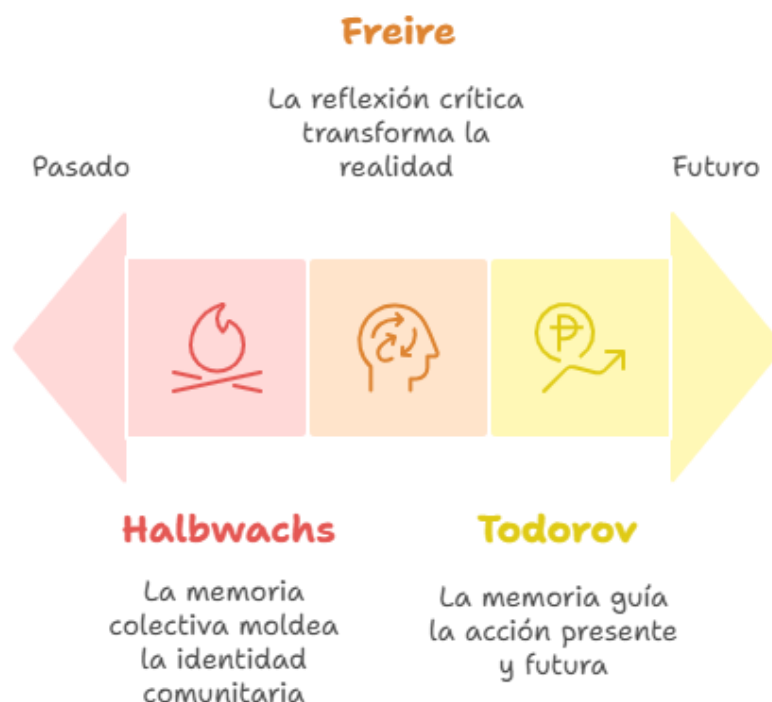 Freire
La reflexión crítica
transforma la
realidad
Pasado
Futuro
Halbwachs
La memoria
colectiva moldea
la identidad
comunitaria
Todorov
La memoria guía
la acción presente
y futura